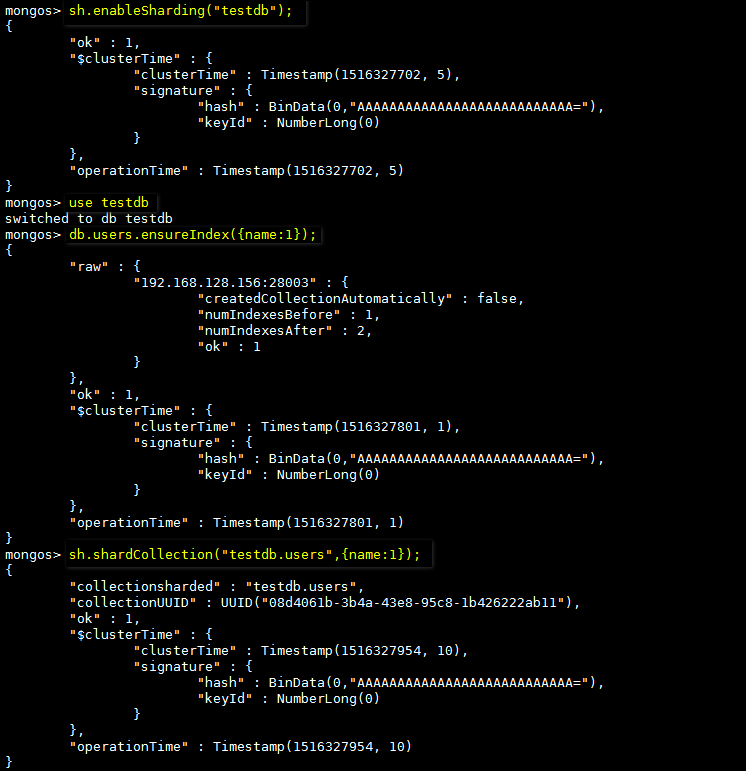 mongos> sh.enableSharding("testdb");
{
        "ok" : 1,
        "$clusterTime" : {
                "clusterTime" : Timestamp(1516327702, 5),
                "signature" : {
                        "hash" : BinData(0,"AAAAAAAAAAAAAAAAAAAAAAAAAAA="),
                        "keyId" : NumberLong(0)
                }
        },
        "operationTime" : Timestamp(1516327702, 5)
}
mongos> use testdb
switched to db testdb
mongos> db.users.ensureIndex({name:1});
{
        "raw" : {
                "192.168.128.156:28003" : {
                        "createdCollectionAutomatically" : false,
                        "numIndexesBefore" : 1,
                        "numIndexesAfter" : 2,
                        "ok" : 1
                }
        },
        "ok" : 1,
        "$clusterTime" : {
                "clusterTime" : Timestamp(1516327801, 1),
                "signature" : {
                        "hash" : BinData(0,"AAAAAAAAAAAAAAAAAAAAAAAAAAA="),
                        "keyId" : NumberLong(0)
                }
        },
        "operationTime" : Timestamp(1516327801, 1)
}
mongos> sh.shardCollection("testdb.users",{name:1});
{
        "collectionsharded" : "testdb.users",
        "collectionUUID" : UUID("08d4061b-3b4a-43e8-95c8-1b426222ab11"),
        "ok" : 1,
        "$clusterTime" : {
                "clusterTime" : Timestamp(1516327954, 10),
                "signature" : {
                        "hash" : BinData(0,"AAAAAAAAAAAAAAAAAAAAAAAAAAA="),
                        "keyId" : NumberLong(0)
                }
        },
        "operationTime" : Timestamp(1516327954, 10)
}